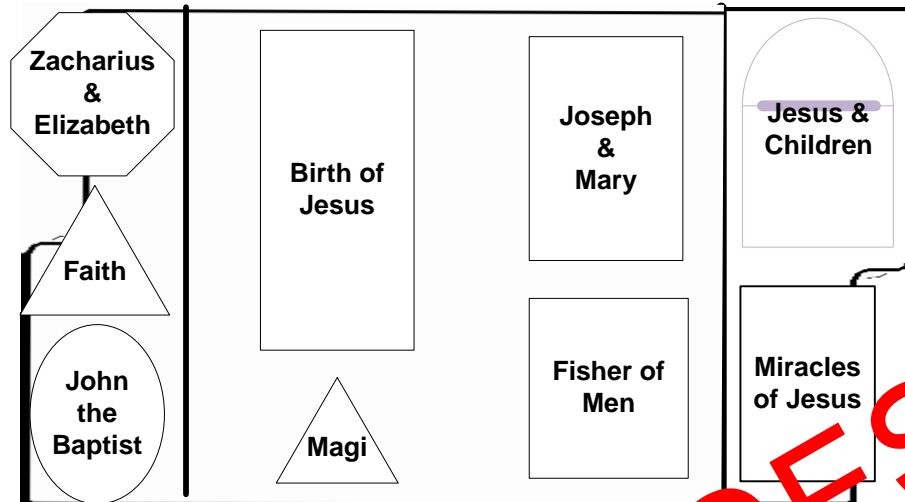 Zacharius
&
Elizabeth
Faith
John
the
Baptist
Birth of
Jesus
Magi
Joseph
&
Mary
Fisher of
Men
Jesus &
Children
Miracles
of Jesus